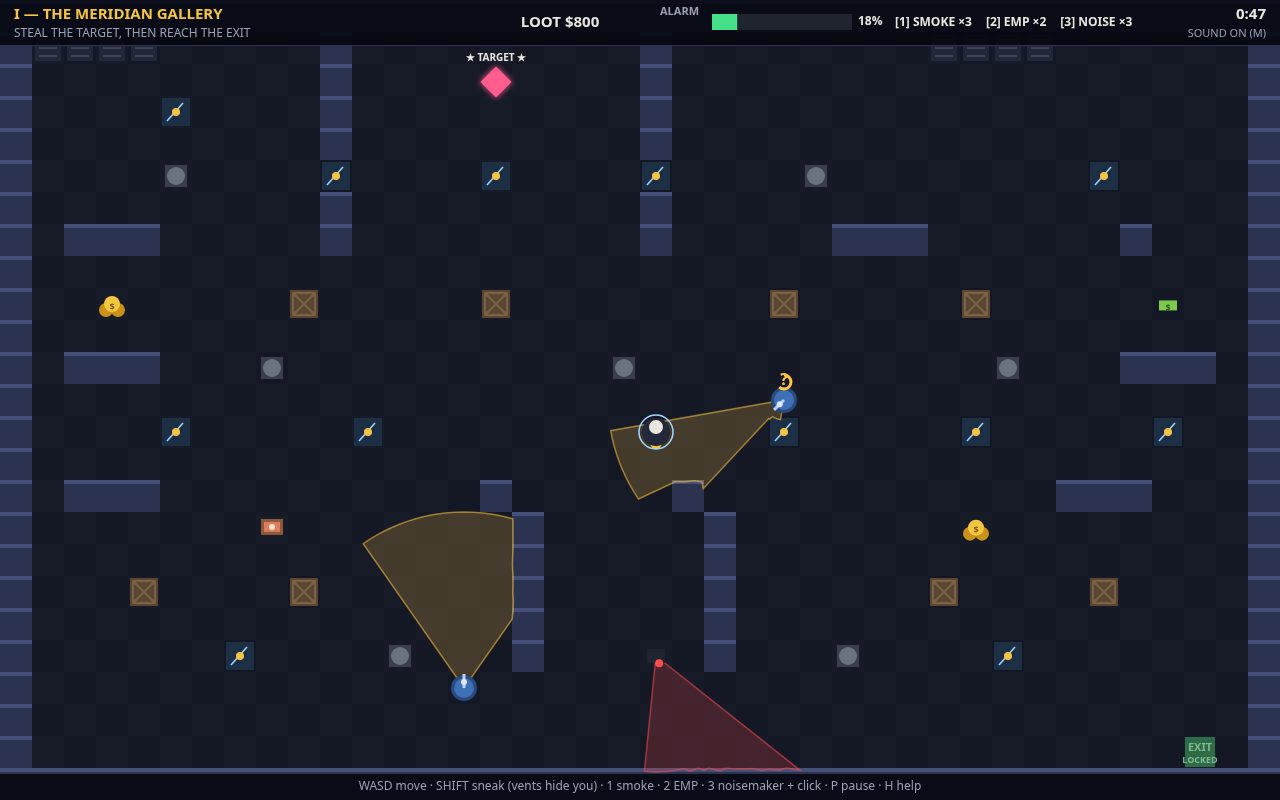 I — THE MERIDIAN GALLERY
STEAL THE TARGET, THEN REACH THE EXIT
LOOT $800
ALARM
18%
[1] SMOKE ×3 [2] EMP ×2 [3] NOISE ×3
0:47
SOUND ON (M)
★ TARGET ★
$
$
?
$
EXIT
LOCKED
WASD move · SHIFT sneak (vents hide you) · 1 smoke · 2 EMP · 3 noisemaker + click · P pause · H help